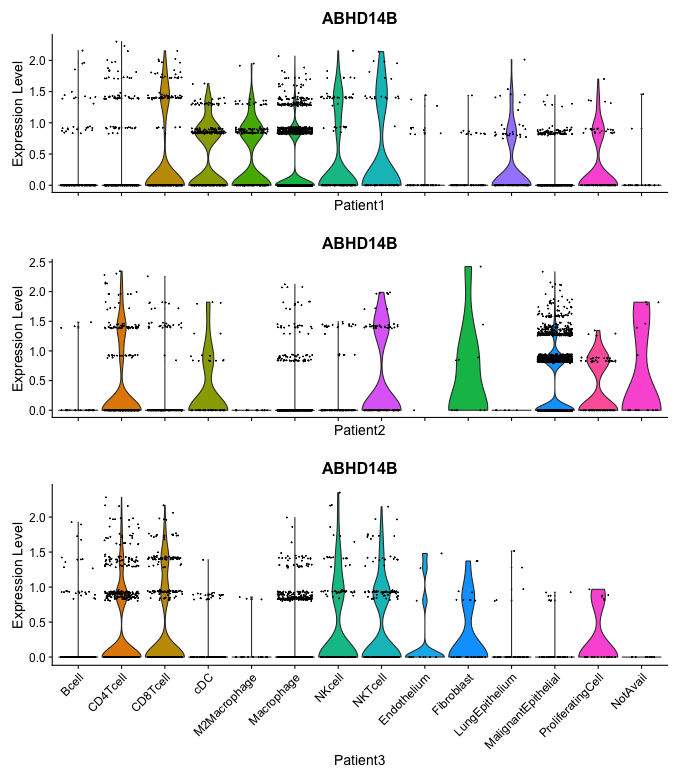 ABHD14B
Expression Level
2.0
1.5
1.0
0.5
0.0
Patient1
ABHD14B
Expression Level
2.5
2.0
1.5
1.0
0.5
0.0
Patient2
ABHD14B
Expression Level
2.0
1.5
1.0
0.5
0.0
Bcell
CD4Tcell
CD8Tcell
cDC
M2Macrophage
Macrophage
NKcell
NKTcell
Endothelium
Fibroblast
LungEpithelium
MalignantEpithelial
ProliferatingCell
NotAvail
Patient3